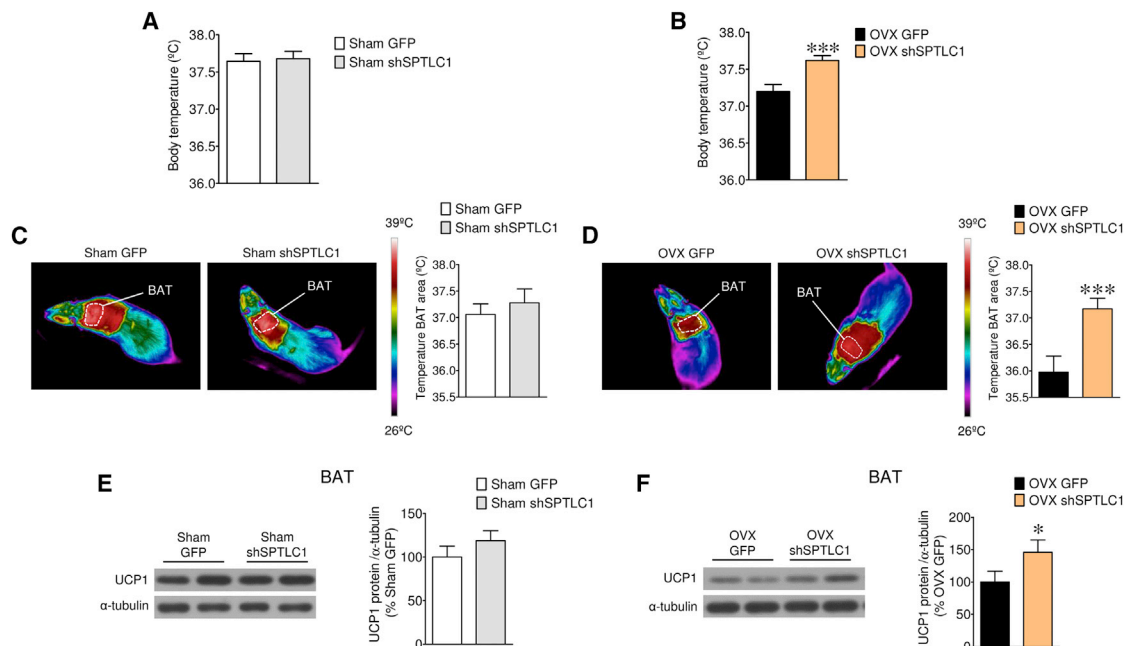 A
38.0
37.5
37.0
36.5
36.0
Body temperature (ºC)
Sham GFP
Sham shSPTLC1
B
38.0
37.5
37.0
36.5
36.0
Body temperature (ºC)
***
OVX GFP
OVX shSPTLC1
C
Sham GFP
BAT
Sham shSPTLC1
BAT
39ºC
26ºC
Sham GFP
Sham shSPTLC1
38.0
37.5
37.0
36.5
36.0
35.5
Temperature BAT area (ºC)
D
OVX GFP
BAT
OVX shSPTLC1
BAT
39ºC
26ºC
OVX GFP
OVX shSPTLC1
38.0
37.5
37.0
36.5
36.0
35.5
Temperature BAT area (ºC)
***
E
BAT
Sham
GFP
Sham
shSPTLC1
UCP1
α-tubulin
Sham GFP
Sham shSPTLC1
150
100
50
0
UCP1 protein /α-tubulin
(% Sham GFP)
F
BAT
OVX
GFP
OVX
shSPTLC1
UCP1
α-tubulin
OVX GFP
OVX shSPTLC1
200
150
100
50
0
UCP1 protein /α-tubulin
(% OVX GFP)
*